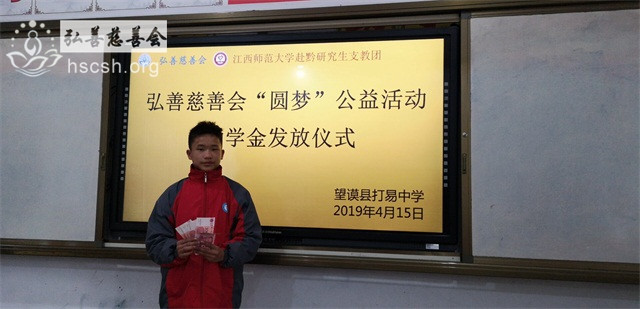 弘善慈善会
hscsh.org
弘善慈善会 江西师范大学赴黔研究生支教团
弘善慈善会“圆梦”公益活动
学金发放仪式
望谟县打易中学
2019年4月15日